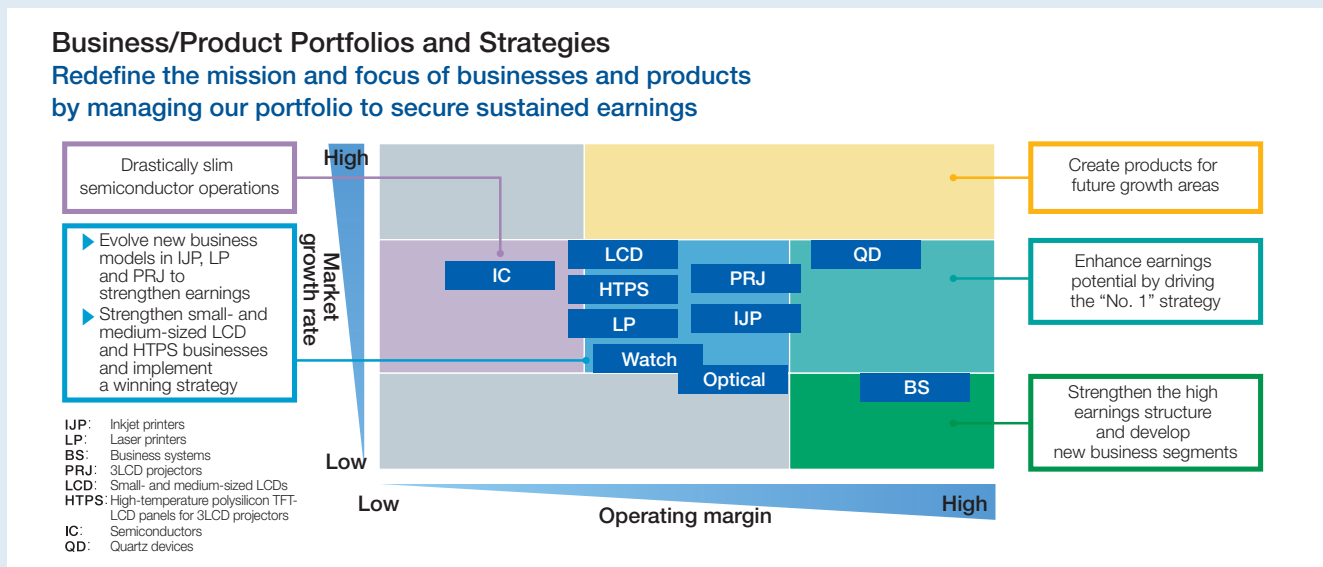 Business/Product Portfolios and Strategies
Redefine the mission and focus of businesses and products
by managing our portfolio to secure sustained earnings
Drastically slim
semiconductor operations
▶ Evolve new business
models in IJP, LP
and PRJ to
strengthen earnings
▶ Strengthen small- and
medium-sized LCD
and HTPS businesses
and implement
a winning strategy
IJP: Inkjet printers
LP: Laser printers
BS: Business systems
PRJ: 3LCD projectors
LCD: Small- and medium-sized LCDs
HTPS: High-temperature polysilicon TFT-
LCD panels for 3LCD projectors
IC: Semiconductors
QD: Quartz devices
High
Market
growth rate
Low
IC
LCD
HTPS
LP
Watch
Optical
PRJ
IJP
QD
BS
Low
Operating margin
High
Create products for
future growth areas
Enhance earnings
potential by driving
the “No. 1” strategy
Strengthen the high
earnings structure
and develop
new business segments